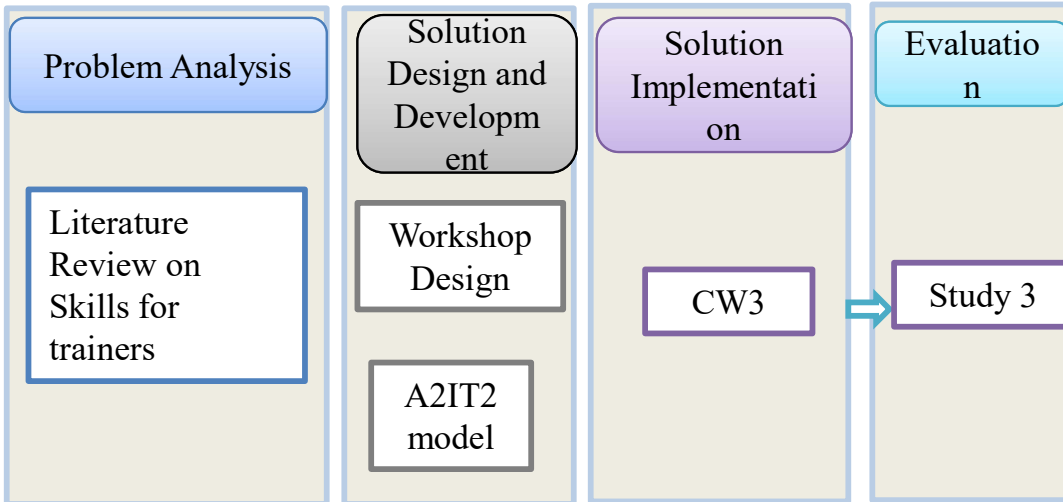 Problem Analysis
Literature
Review on
Skills for
trainers
Solution
Design and
Developm
ent
Workshop
Design
A2IT2
model
Solution
Implementati
on
CW3
Evaluatio
n
Study 3